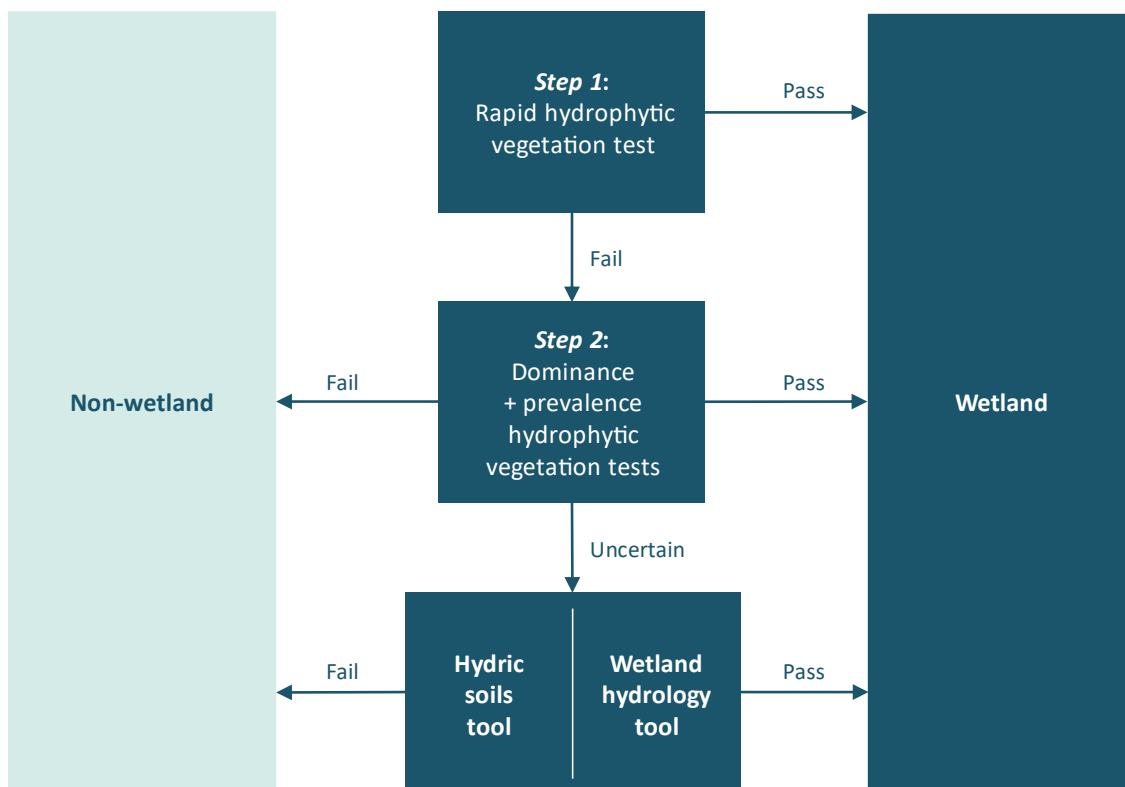 Step 1:
Rapid hydrophytic
vegetation test
Pass
Fail
Step 2:
Dominance
+ prevalence
hydrophytic
vegetation tests
Fail
Pass
Non-wetland
Wetland
Uncertain
Hydric
soils
tool
Wetland
hydrology
tool
Fail
Pass